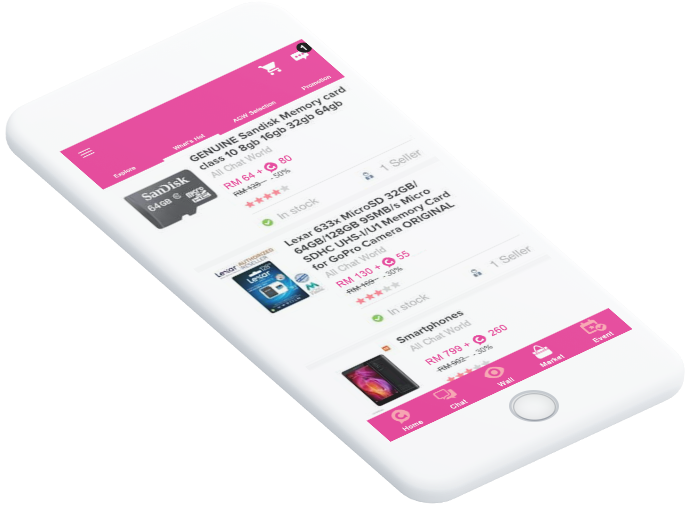 1
Explore
What's Hot
AGW Selection
Promotion
GENUINE Sandisk Memory card
class 10 8gb 16gb 32gb 64gb
All Chat World
RM 64 + 80
RM 128 - 50%
In stock
1 Seller
SanDisk
64GB
Micro
Lexar 633x MicroSD 32GB/
64GB/128GB 95MB/s Micro
SDHC UHS-I/U1 Memory Card
for GoPro Camera ORIGINAL
All Chat World
RM 130 + 55
RM 169 - 30%
In stock
1 Seller
Lexar AUTHORIZED
RESELLER
Lexar
Smartphones
All Chat World
RM 799 + 260
- 30%
Home
Chat
Wall
Market
Event